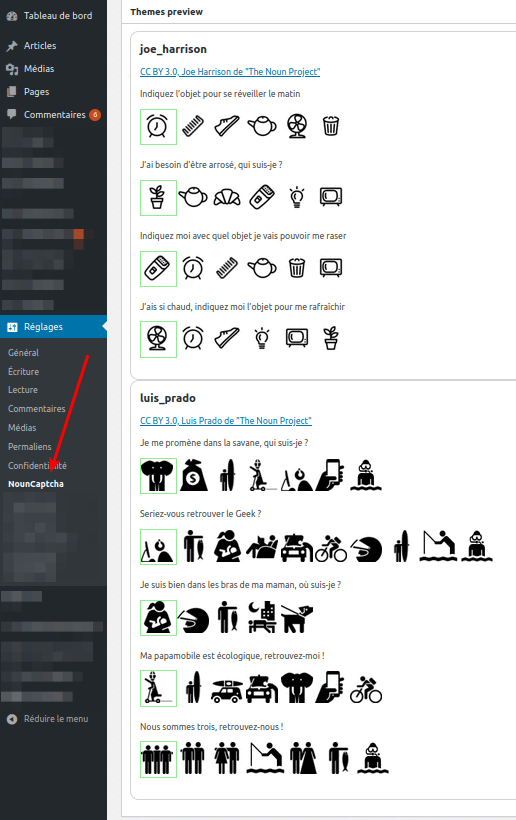 Tableau de bord
Articles
Médias
Pages
Commentaires 6
Réglages
Général
Écriture
Lecture
Commentaires
Médias
Permaliens
Confidentialité
NounCaptcha
Réduire le menu
Themes preview
joe_harrison
CC BY 3.0, Joe Harrison de "The Noun Project"
Indiquez l'objet pour se réveiller le matin
J'ai besoin d'être arrosé, qui suis-je ?
Indiquez moi avec quel objet je vais pouvoir me raser
J'ais si chaud, indiquez moi l'objet pour me rafraîchir
luis_prado
CC BY 3.0, Luis Prado de "The Noun Project"
Je me promène dans la savane, qui suis-je ?
Seriez-vous retrouver le Geek ?
Je suis bien dans les bras de ma maman, où suis-je ?
Ma papamobile est écologique, retrouvez-moi !
Nous sommes trois, retrouvez-nous !